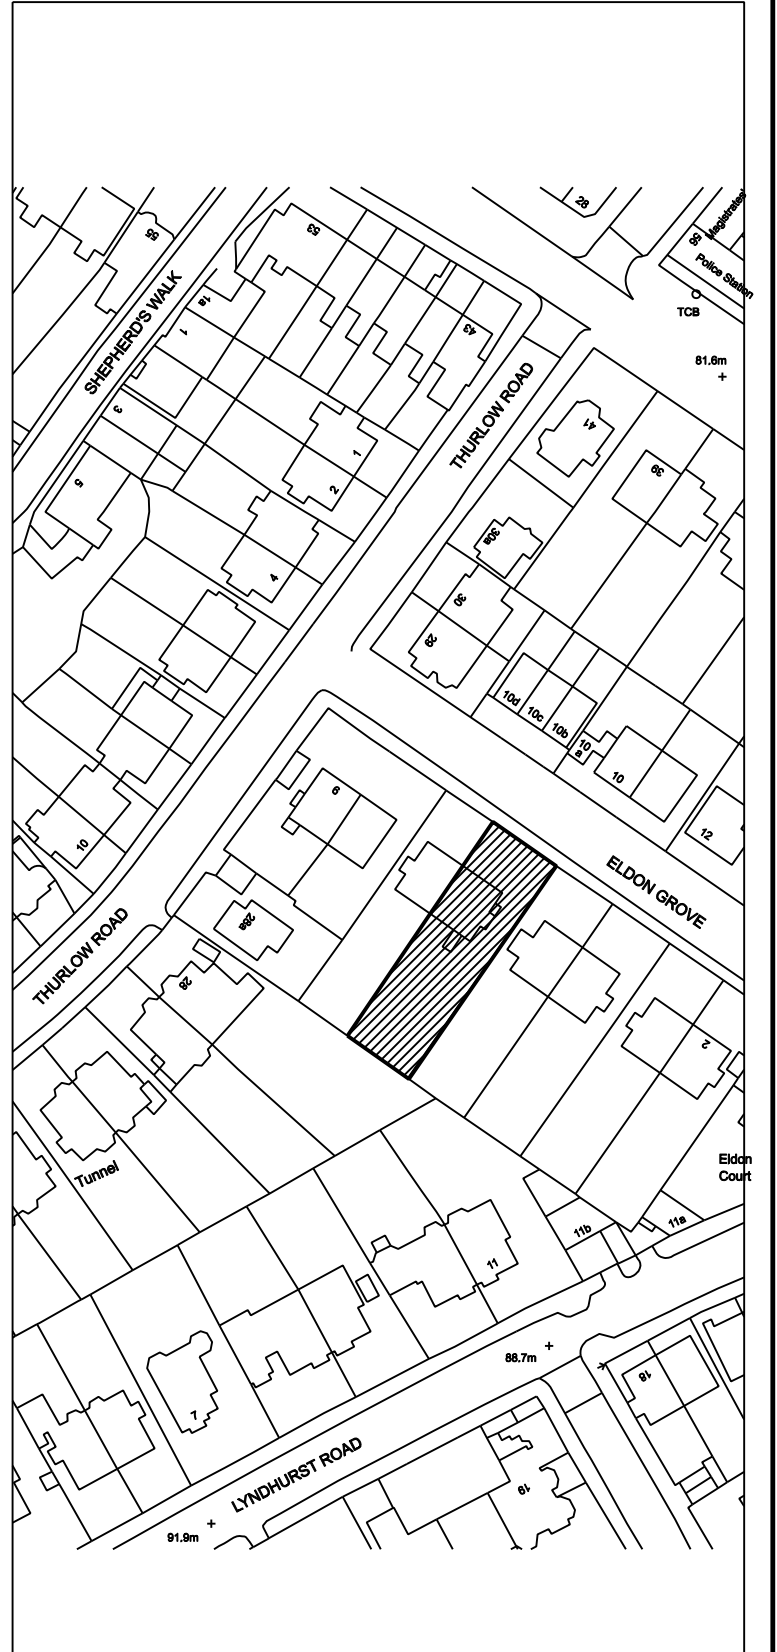 28
Magistrates'
55
53
56
Police Station
SHEPHERD'S WALK
1a
TCB
1
43
81.6m
THURLOW ROAD
3
41
1
39
5
2
30a
4
30
29
10d
10c
10b
10
a
10
9
12
10
ELDON GROVE
28a
THURLOW ROAD
28
2
Tunnel
Eldon
Court
11a
11b
11
88.7m
18
7
LYNDHURST ROAD
19
91.9m